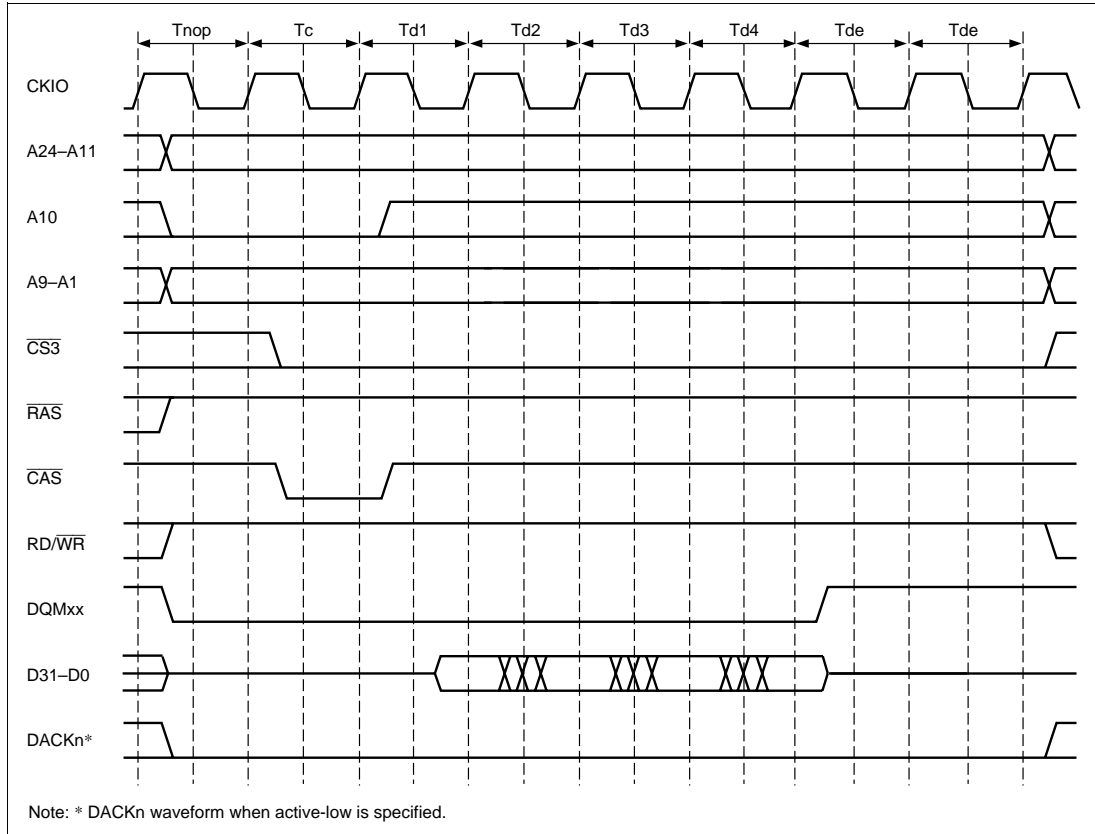 Tnop Tc Td1 Td2 Td3 Td4 Tde Tde
CKIO
A24–A11
A10
A9–A1
CS3
RAS
CAS
RD/WR
DQMxx
D31–D0
DACKn*
Note: * DACKn waveform when active-low is specified.